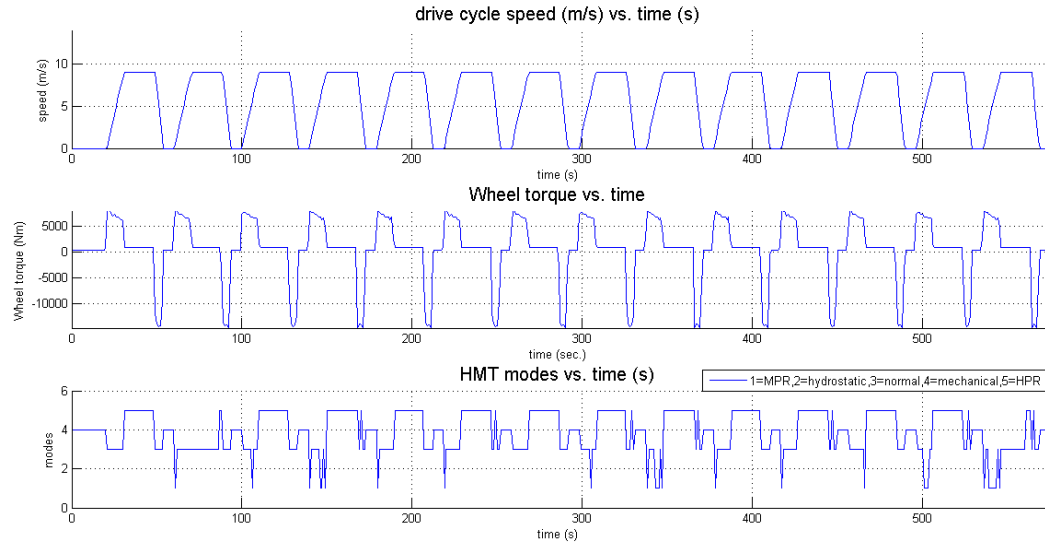 drive cycle speed (m/s) vs. time (s)
10
5
0
speed (m/s)
0 100 200 300 400 500
time (s)
Wheel torque vs. time
5000
0
-5000
-10000
Wheel torque (Nm)
0 100 200 300 400 500
time (sec.)
HMT modes vs. time (s)
1=MPR,2=hydrostatic,3=normal,4=mechanical,5=HPR
6
4
2
0
modes
0 100 200 300 400 500
time (s)